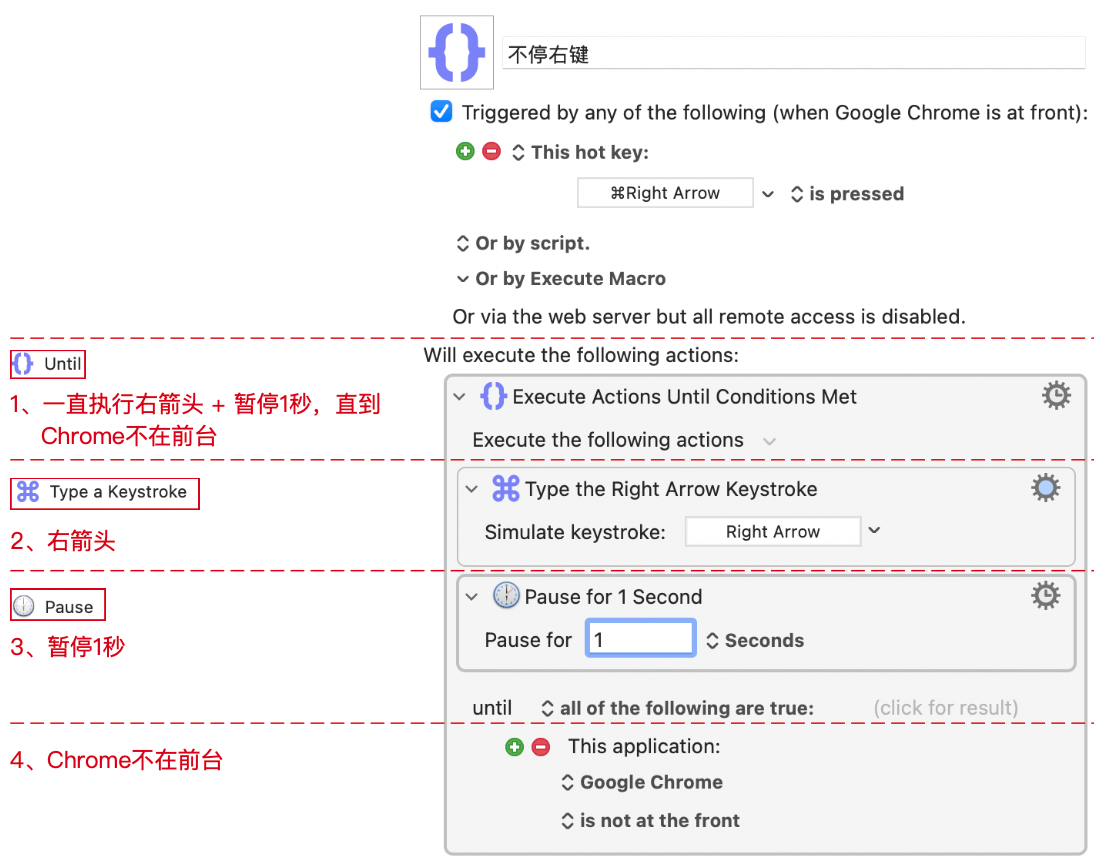 不停右键
Triggered by any of the following (when Google Chrome is at front):
This hot key:
⌘Right Arrow
is pressed
Or by script.
Or by Execute Macro
Or via the web server but all remote access is disabled.
Will execute the following actions:
Until
1、一直执行右箭头 + 暂停1秒，直到
Chrome不在前台
Execute Actions Until Conditions Met
Execute the following actions
Type a Keystroke
2、右箭头
Type the Right Arrow Keystroke
Simulate keystroke:
Right Arrow
Pause
3、暂停1秒
Pause for 1 Second
Pause for 1 Seconds
until all of the following are true: (click for result)
4、Chrome不在前台
This application:
Google Chrome
is not at the front